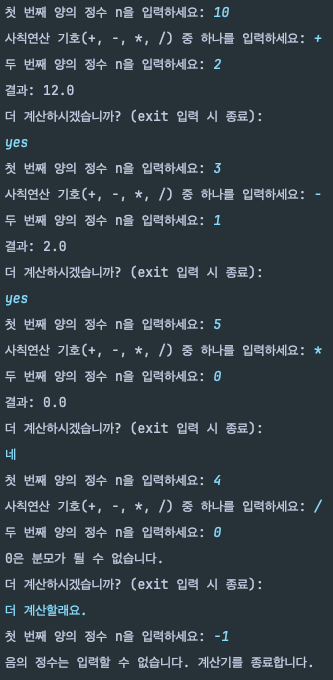 첫 번째 양의 정수 n을 입력하세요: 10
사칙연산 기호(+, -, *, /) 중 하나를 입력하세요: +
두 번째 양의 정수 n을 입력하세요: 2
결과: 12.0
더 계산하시겠습니까? (exit 입력 시 종료):
yes
첫 번째 양의 정수 n을 입력하세요: 3
사칙연산 기호(+, -, *, /) 중 하나를 입력하세요: -
두 번째 양의 정수 n을 입력하세요: 1
결과: 2.0
더 계산하시겠습니까? (exit 입력 시 종료):
yes
첫 번째 양의 정수 n을 입력하세요: 5
사칙연산 기호(+, -, *, /) 중 하나를 입력하세요: *
두 번째 양의 정수 n을 입력하세요: 0
결과: 0.0
더 계산하시겠습니까? (exit 입력 시 종료):
네
첫 번째 양의 정수 n을 입력하세요: 4
사칙연산 기호(+, -, *, /) 중 하나를 입력하세요: /
두 번째 양의 정수 n을 입력하세요: 0
0은 분모가 될 수 없습니다.
더 계산하시겠습니까? (exit 입력 시 종료):
더 계산할래요.
첫 번째 양의 정수 n을 입력하세요: -1
음의 정수는 입력할 수 없습니다. 계산기를 종료합니다.